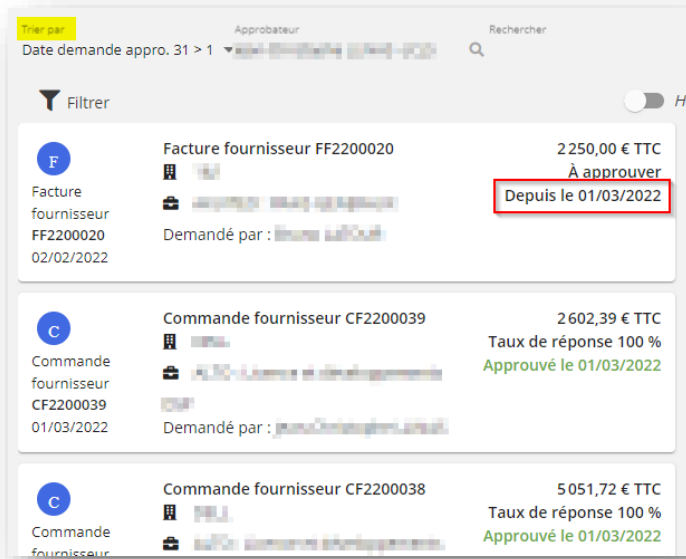 Trier par
Approbateur
Rechercher
Date demande appro. 31 > 1
Filtrer
H
F
Facture
fournisseur
FF2200020
02/02/2022
Facture fournisseur FF2200020
Demandé par :
2 250,00 € TTC
À approuver
Depuis le 01/03/2022
C
Commande
fournisseur
CF2200039
01/03/2022
Commande fournisseur CF2200039
Demandé par :
2 602,39 € TTC
Taux de réponse 100 %
Approuvé le 01/03/2022
C
Commande
fournisseur
Commande fournisseur CF2200038
5 051,72 € TTC
Taux de réponse 100 %
Approuvé le 01/03/2022